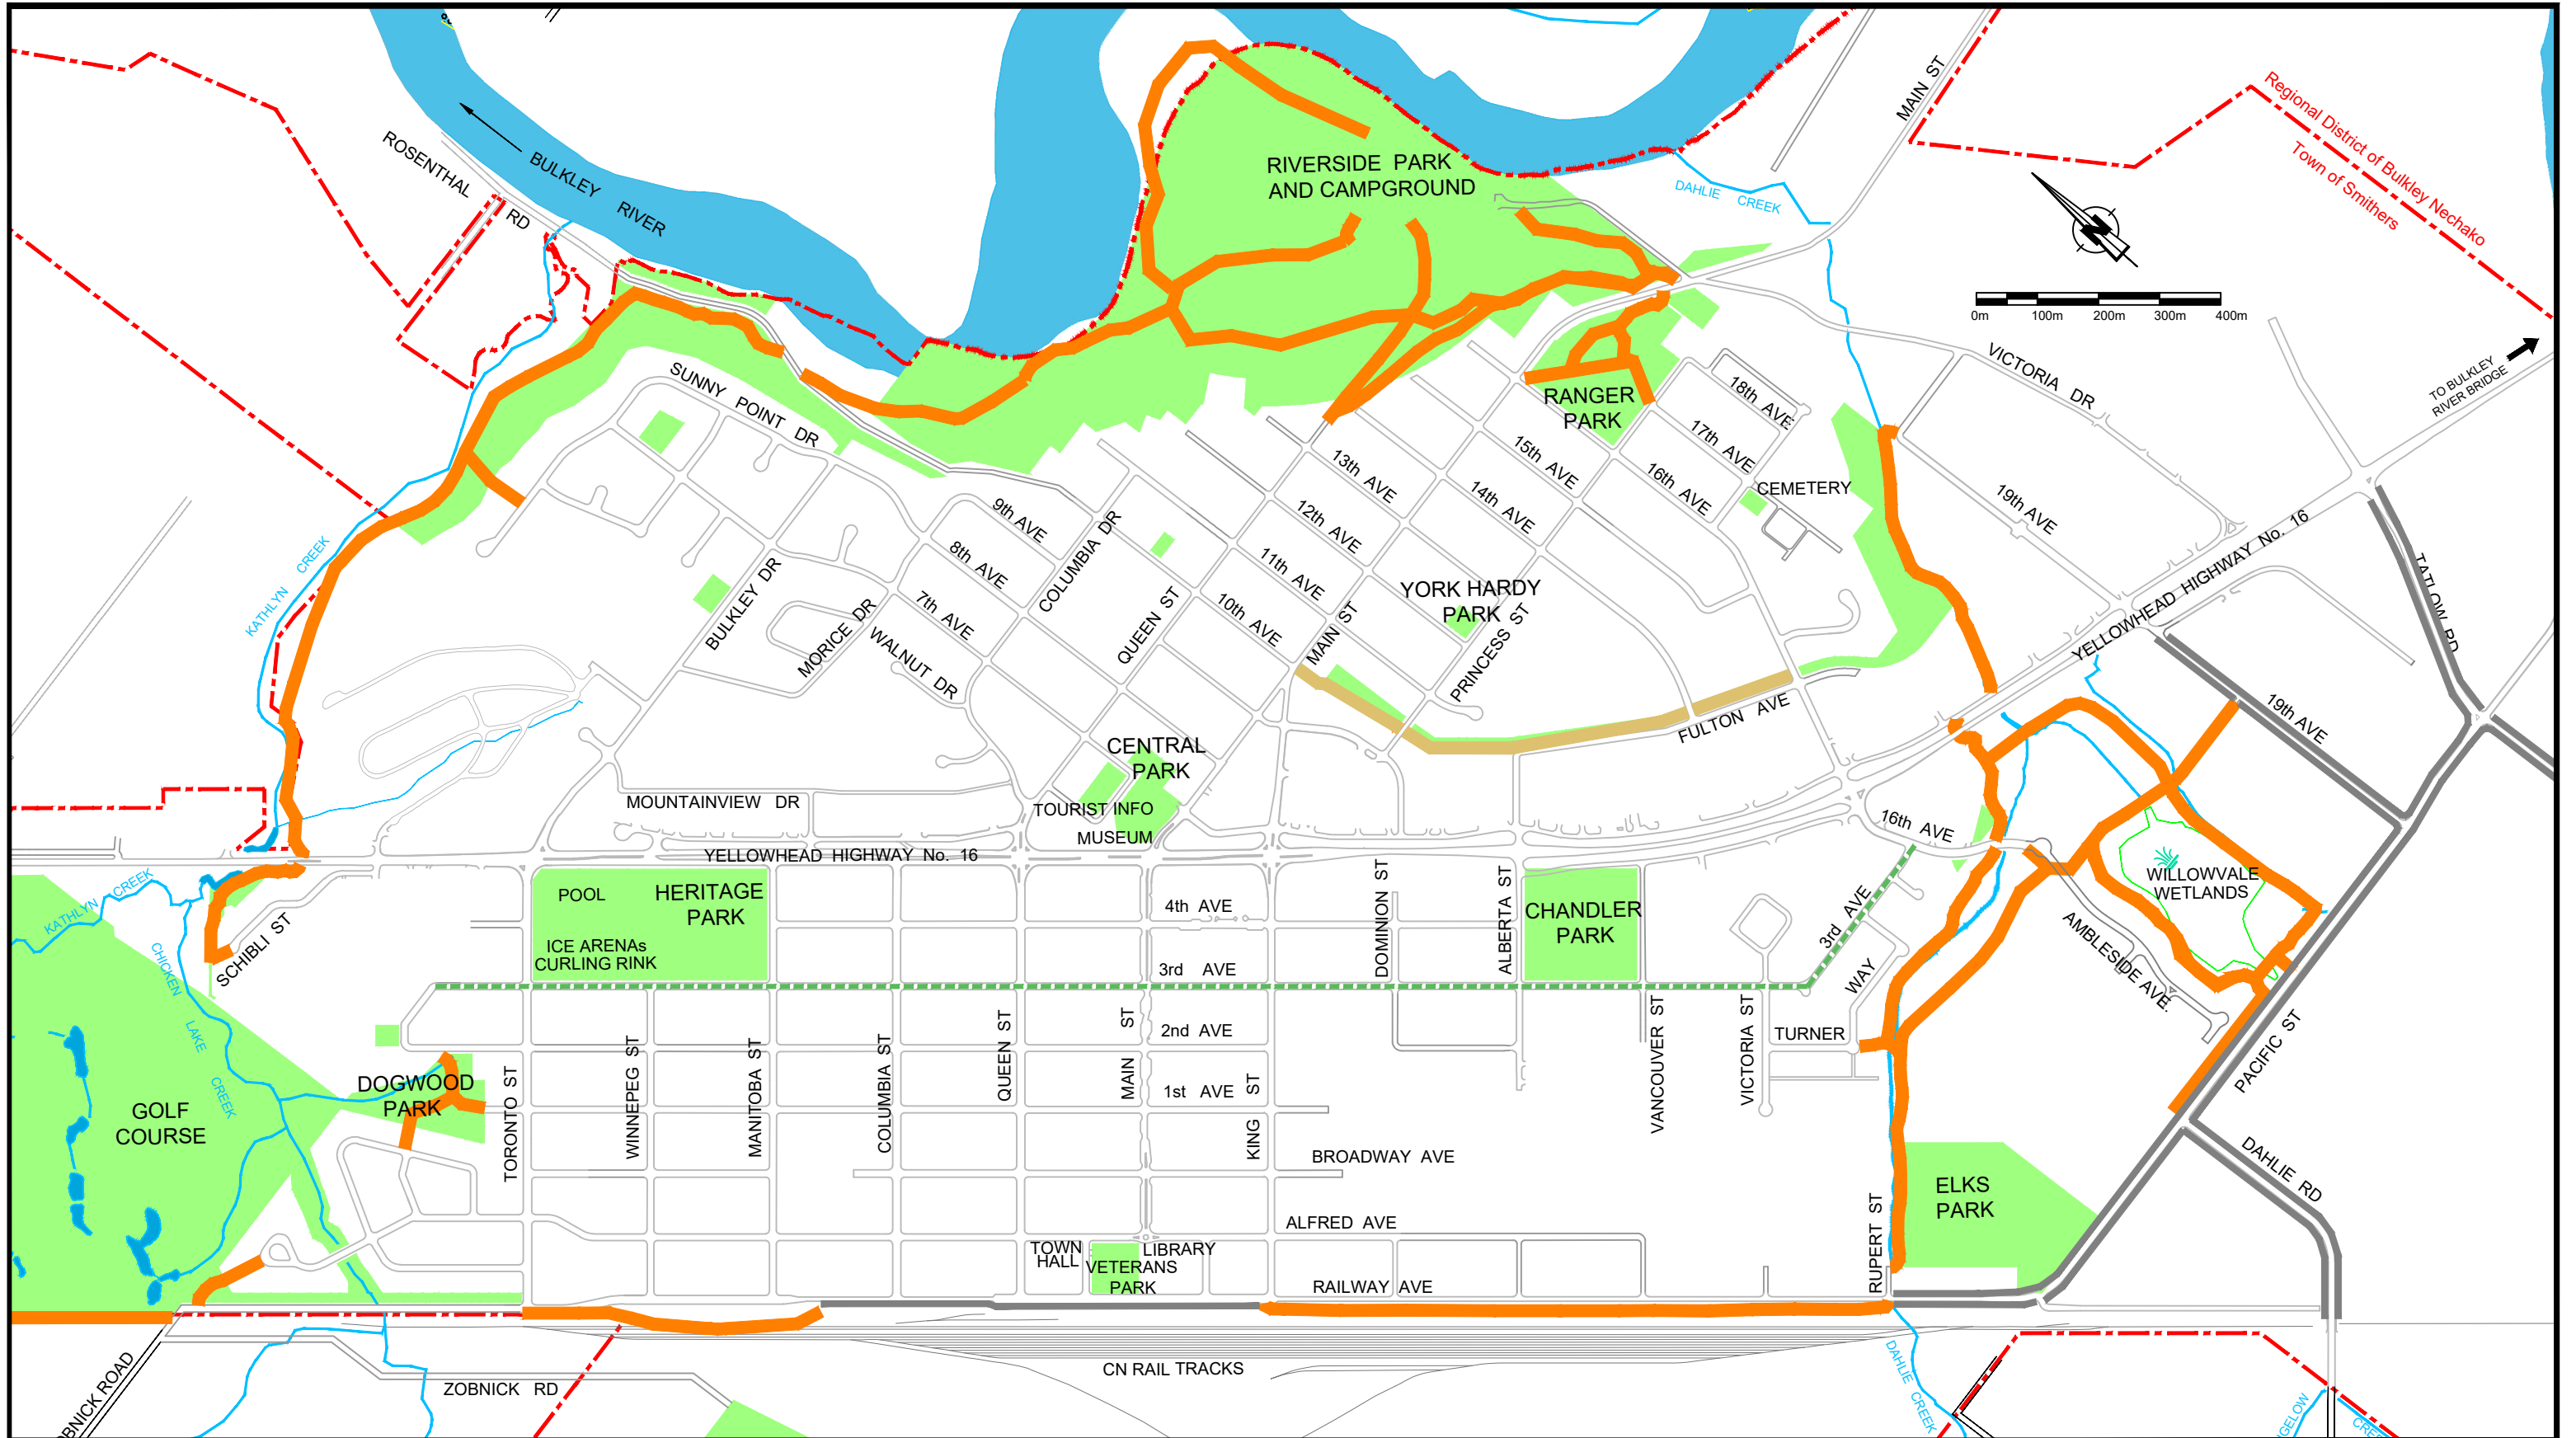 MAIN ST
Regional District of Bulkley Nechako
Town of Smithers
ROSENTHAL RD
BULKLEY RIVER
RIVERSIDE PARK
AND CAMPGROUND
DAHLIE CREEK
N
0m 100m 200m 300m 400m
TO BULKLEY
RIVER BRIDGE
VICTORIA DR
SUNNY POINT DR
RANGER
PARK
18th AVE
17th AVE
16th AVE
15th AVE
14th AVE
13th AVE
12th AVE
11th AVE
10th AVE
9th AVE
8th AVE
7th AVE
CEMETERY
19th AVE
YELLOWHEAD HIGHWAY No. 16
TATLOW RD
KATHLYN CREEK
COLUMBIA DR
QUEEN ST
BULKLEY DR
MORICE DR
WALNUT DR
MAIN ST
YORK HARDY
PARK
PRINCESS ST
FULTON AVE
19th AVE
CENTRAL
PARK
TOURIST INFO
MUSEUM
MOUNTAINVIEW DR
YELLOWHEAD HIGHWAY No. 16
16th AVE
WILLOWVALE
WETLANDS
KATHLYN CREEK
SCHIBLI ST
POOL
HERITAGE
PARK
ICE ARENAs
CURLING RINK
4th AVE
3rd AVE
2nd AVE
1st AVE
DOMINION ST
ALBERTA ST
CHANDLER
PARK
3rd AVE
AMBLESIDE AVE.
CHICKEN LAKE CREEK
TURNER WAY
PACIFIC ST
DOGWOOD
PARK
GOLF
COURSE
TORONTO ST
WINNEPEG ST
MANITOBA ST
COLUMBIA ST
QUEEN ST
MAIN ST
KING ST
VANCOUVER ST
VICTORIA ST
BROADWAY AVE
DAHLIE RD
ELKS
PARK
RUPERT ST
ALFRED AVE
TOWN
HALL
LIBRARY
VETERANS
PARK
RAILWAY AVE
CN RAIL TRACKS
ZOBNICK RD
DAHLIE CREEK